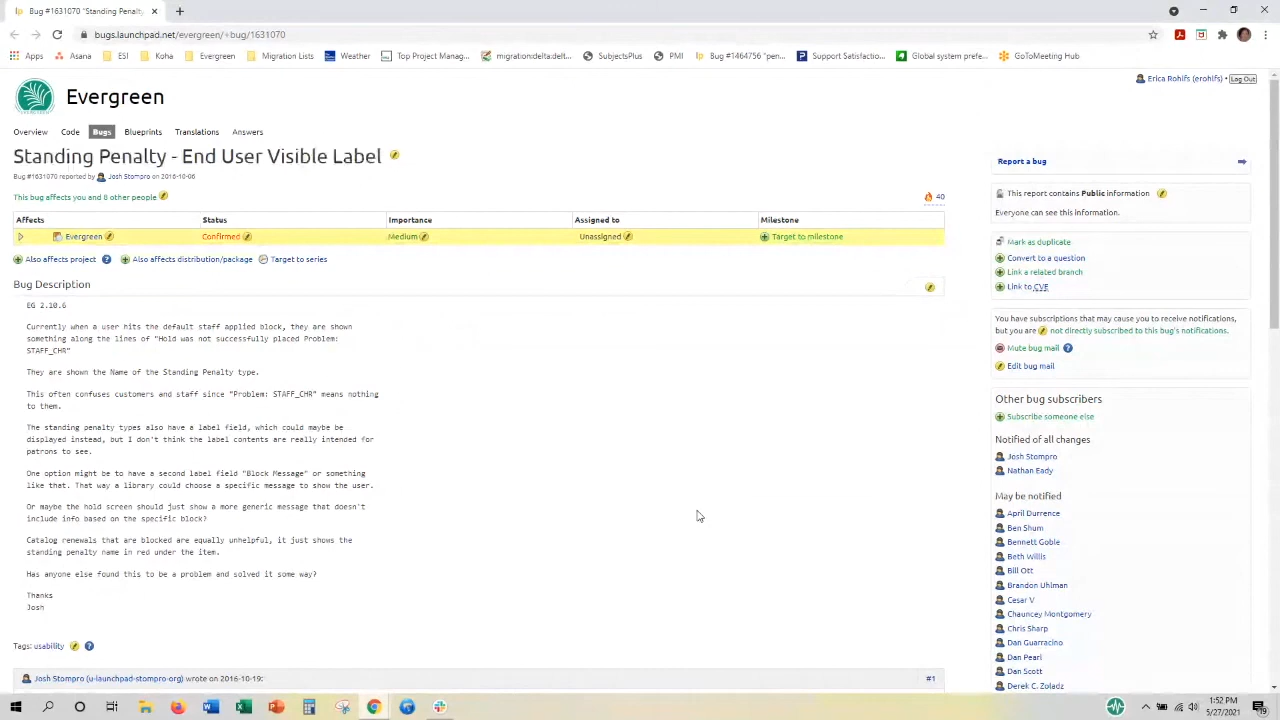 Bug #1631070 "Standing Penalty
bugs.launchpad.net/evergreen/+bug/1631070
Apps Asana ESI Koha Evergreen Migration Lists Weather Top Project Manag... migrationdelta:delt... SubjectsPlus PMI Bug #1464756 "pen... Support Satisfactio... Global system prefe... GoToMeeting Hub
Erica Rohlfs (erohlfs) • Log Out
Evergreen
Overview Code Bugs Blueprints Translations Answers
Standing Penalty - End User Visible Label
Bug #1631070 reported by Josh Stompro on 2016-10-06
This bug affects you and 8 other people
40
Affects Status Importance Assigned to Milestone
Evergreen Confirmed Medium Unassigned Target to milestone
Also affects project Also affects distribution/package Target to series
Bug Description
EG 2.10.6
Currently when a user hits the default staff applied block, they are shown
something along the lines of "Hold was not successfully placed Problem:
STAFF_CHR"
They are shown the Name of the Standing Penalty type.
This often confuses customers and staff since "Problem: STAFF_CHR" means nothing
to them.
The standing penalty types also have a label field, which could maybe be
displayed instead, but I don't think the label contents are really intended for
patrons to see.
One option might be to have a second label field "Block Message" or something
like that. That way a library could choose a specific message to show the user.
Or maybe the hold screen should just show a more generic message that doesn't
include info based on the specific block?
Catalog renewals that are blocked are equally unhelpful, it just shows the
standing penalty name in red under the item.
Has anyone else found this to be a problem and solved it some way?
Thanks
Josh
Tags: usability
Josh Stompro (u-launchpad-stompro-org) wrote on 2016-10-19: #1
Report a bug
This report contains Public information
Everyone can see this information.
Mark as duplicate
Convert to a question
Link a related branch
Link to CVE
You have subscriptions that may cause you to receive notifications,
but you are not directly subscribed to this bug's notifications.
Mute bug mail
Edit bug mail
Other bug subscribers
Subscribe someone else
Notified of all changes
Josh Stompro
Nathan Eady
May be notified
April Durrence
Ben Shum
Bennett Goble
Beth Willis
Bill Ott
Brandon Uhlman
Cesar V
Chauncey Montgomery
Chris Sharp
Dan Guarracino
Dan Pearl
Dan Scott
Derek C. Zoladz
1:52 PM
5/27/2021